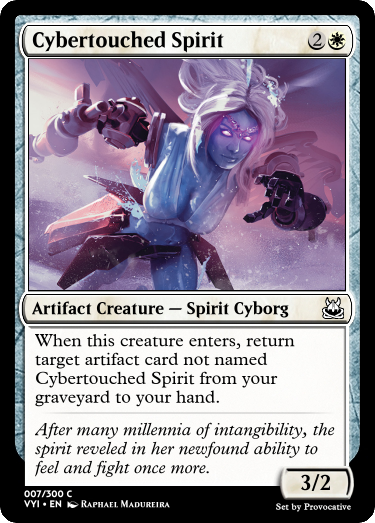 Cybertouched Spirit 2
Artifact Creature — Spirit Cyborg
When this creature enters, return
target artifact card not named
Cybertouched Spirit from your
graveyard to your hand.
After many millennia of intangibility, the
spirit reveled in her newfound ability to
feel and fight once more.
3/2
007/300 C
VYI • EN Raphael Madureira
Set by Provocative